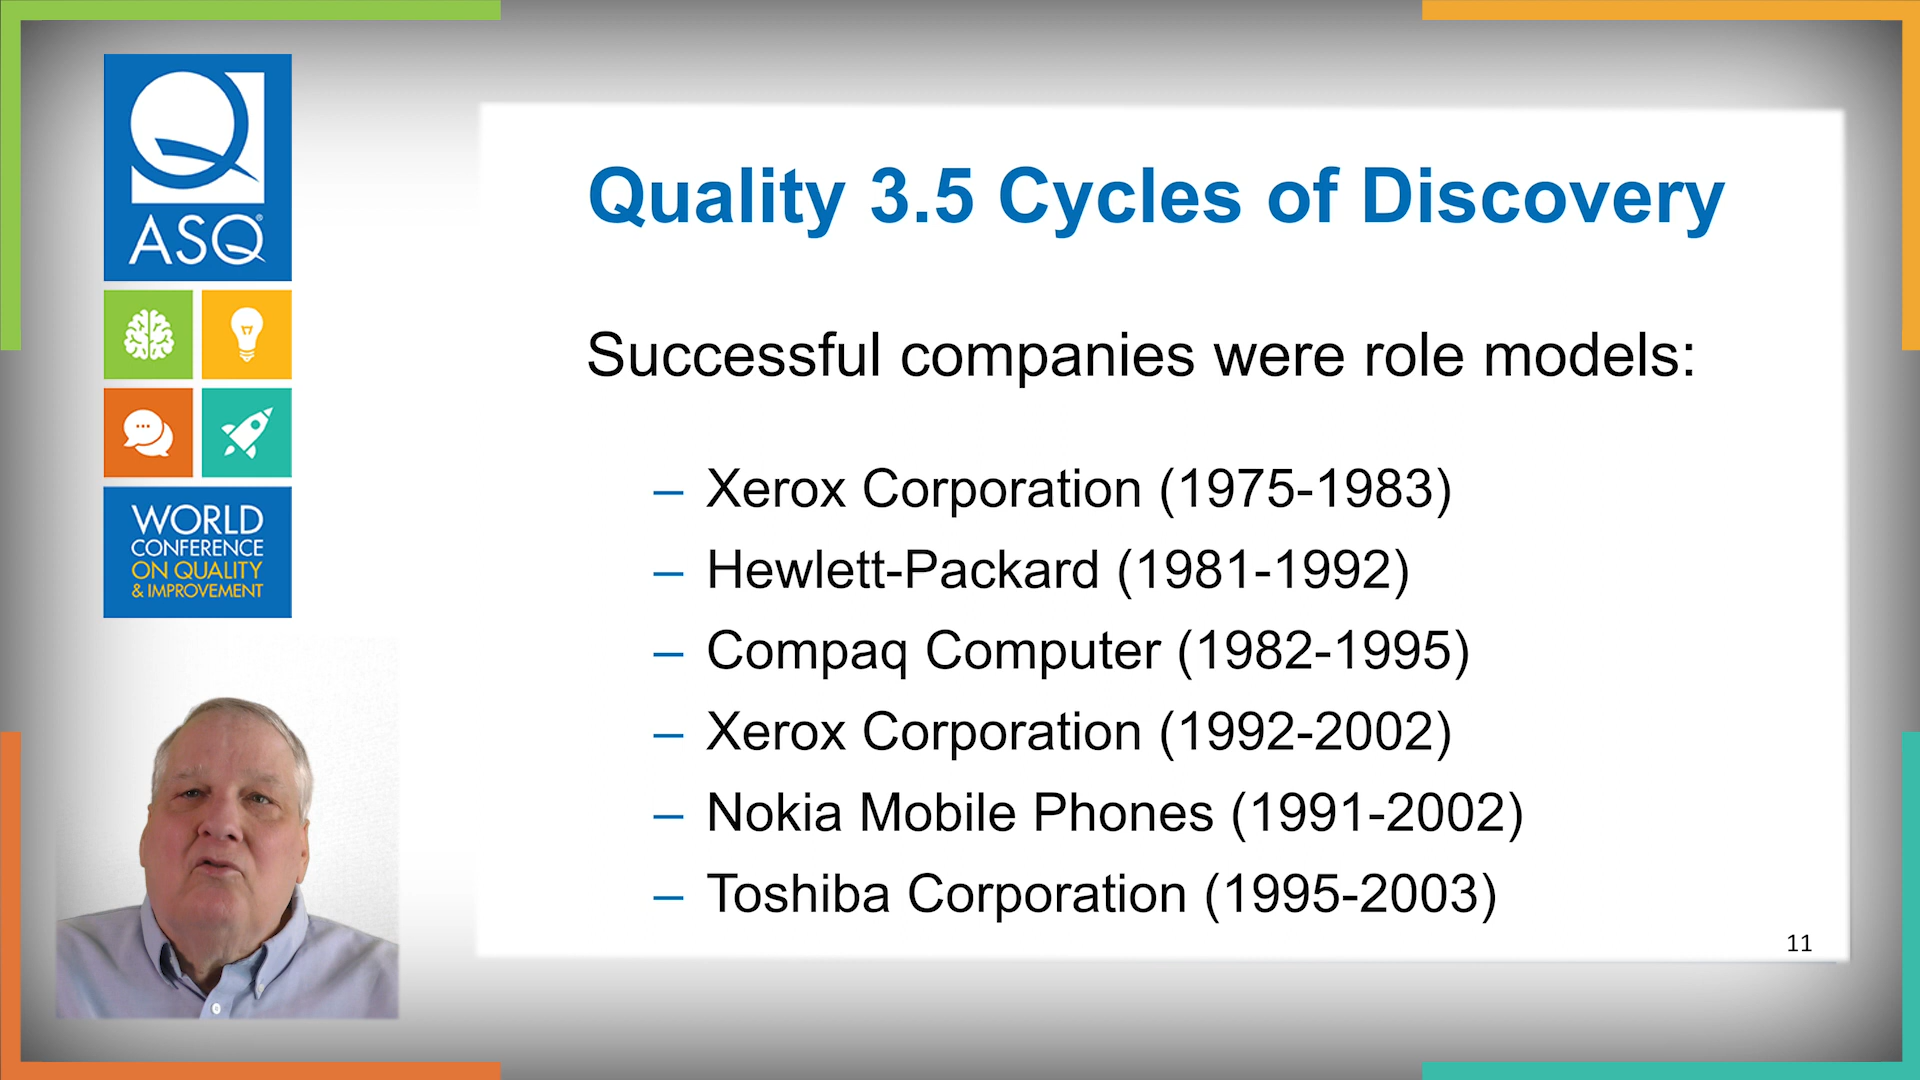 ASQ®
WORLD
CONFERENCE
ON QUALITY
& IMPROVEMENT
Quality 3.5 Cycles of Discovery
Successful companies were role models:
– Xerox Corporation (1975-1983)
– Hewlett-Packard (1981-1992)
– Compaq Computer (1982-1995)
– Xerox Corporation (1992-2002)
– Nokia Mobile Phones (1991-2002)
– Toshiba Corporation (1995-2003)
11